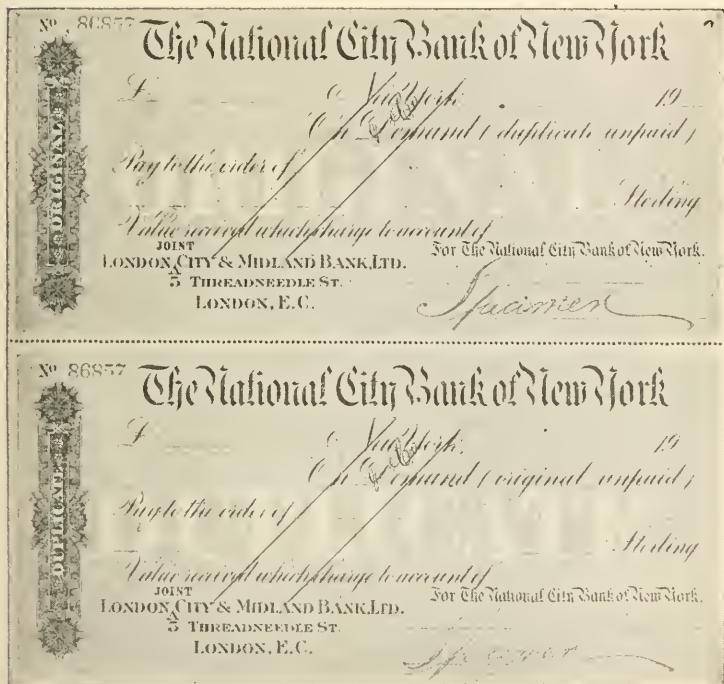 No 86857
The National City Bank of New York
ORIGINAL
£ New York, 19
& Co
On Demand (duplicate unpaid)
Pay to the order of
Sterling
Value received which charge to account of
JOINT
LONDON, CITY & MIDLAND BANK, LTD.
5 THREADNEEDLE ST.
LONDON, E.C.
For The National City Bank of New York.
Specimen
No 86857
The National City Bank of New York
DUPLICATE
£ New York, 19
& Co
On Demand (original unpaid)
Pay to the order of
Sterling
Value received which charge to account of
JOINT
LONDON, CITY & MIDLAND BANK, LTD.
5 THREADNEEDLE ST.
LONDON, E.C.
For The National City Bank of New York.
Specimen